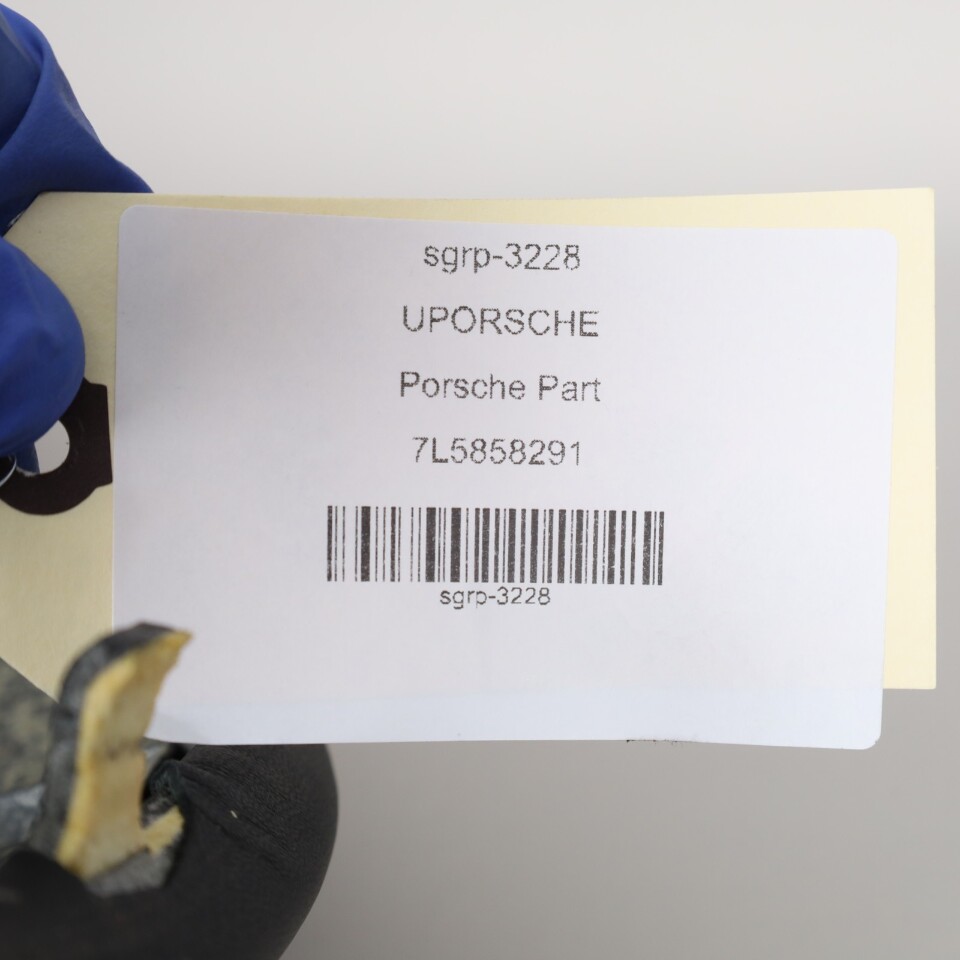 sgrp-3228
UPORSCHE
Porsche Part
7L5858291
sgrp-3228